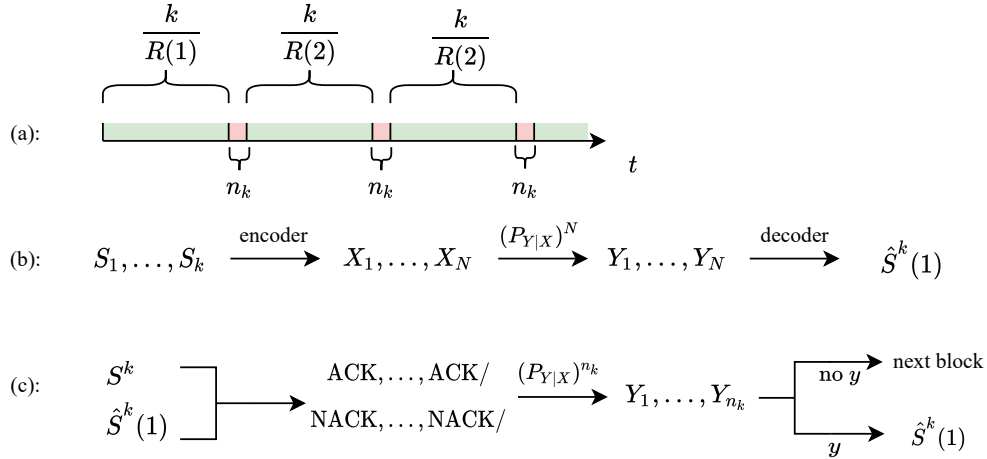 k/R(1) k/R(2) k/R(2)
(a):
t
n_k n_k n_k
(b): S_1, …, S_k encoder X_1, …, X_N (P_{Y|X})^N Y_1, …, Y_N decoder Ŝ^k(1)
(c): S^k ACK, …, ACK/ (P_{Y|X})^{n_k} no y next block
Ŝ^k(1) NACK, …, NACK/ Y_1, …, Y_{n_k} y Ŝ^k(1)